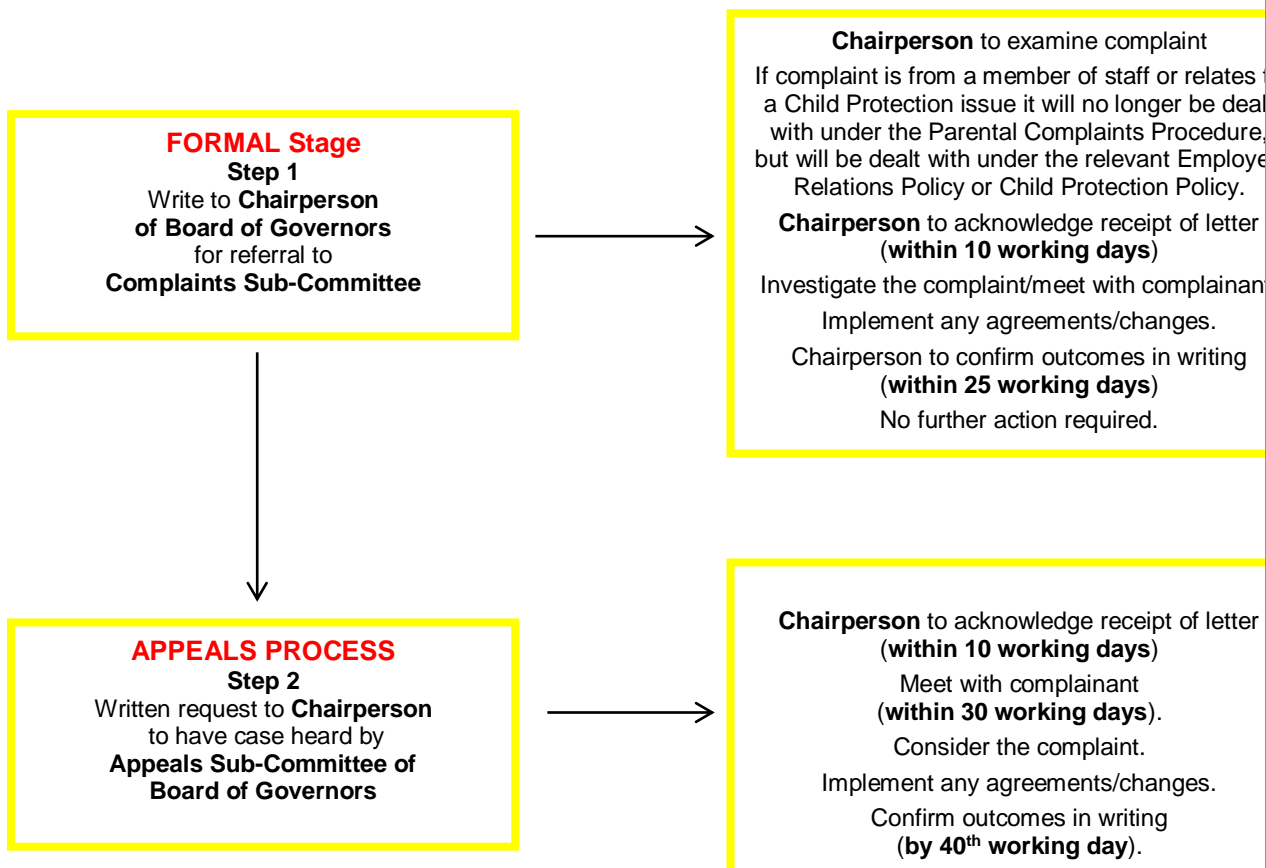 FORMAL Stage
Step 1
Write to Chairperson
of Board of Governors
for referral to
Complaints Sub-Committee
Chairperson to examine complaint
If complaint is from a member of staff or relates
a Child Protection issue it will no longer be deal
with under the Parental Complaints Procedure,
but will be dealt with under the relevant Employe
Relations Policy or Child Protection Policy.
Chairperson to acknowledge receipt of letter
(within 10 working days)
Investigate the complaint/meet with complainant
Implement any agreements/changes.
Chairperson to confirm outcomes in writing
(within 25 working days)
No further action required.
APPEALS PROCESS
Step 2
Written request to Chairperson
to have case heard by
Appeals Sub-Committee of
Board of Governors
Chairperson to acknowledge receipt of letter
(within 10 working days)
Meet with complainant
(within 30 working days).
Consider the complaint.
Implement any agreements/changes.
Confirm outcomes in writing
(by 40th working day).